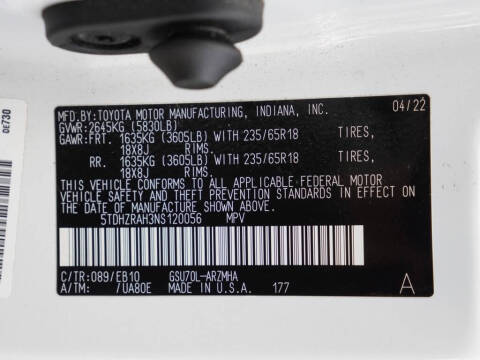 DE730
MFD.BY:TOYOTA MOTOR MANUFACTURING, INDIANA, INC. 04/22
GVWR:2645KG (5830LB)
GAWR:FRT. 1635KG (3605LB) WITH 235/65R18 TIRES,
18X8J RIMS.
RR. 1635KG (3605LB) WITH 235/65R18 TIRES,
18X8J RIMS.
THIS VEHICLE CONFORMS TO ALL APPLICABLE FEDERAL MOTOR
VEHICLE SAFETY AND THEFT PREVENTION STANDARDS IN EFFECT
ON THE DATE OF MANUFACTURE SHOWN ABOVE.
5TDHZRAH3NS120056 MPV
C/TR:089/EB10 GSU70L-ARZMHA
A/TM: /UA80E MADE IN U.S.A. 177 A